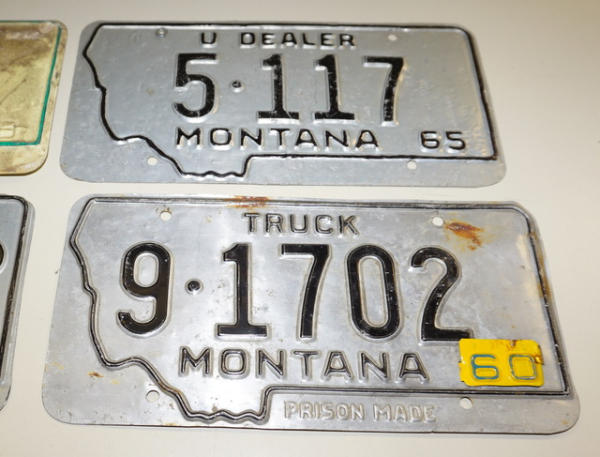 U DEALER
5·117
MONTANA 65
TRUCK
9·1702
MONTANA 60
PRISON MADE